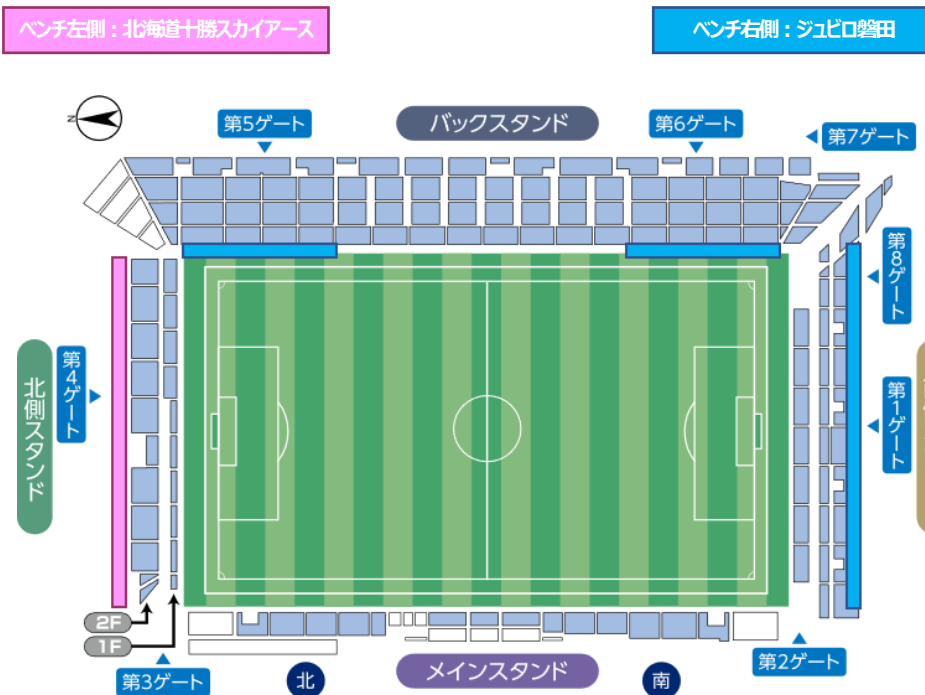 ベンチ左側：北海道十勝スカイアース
ベンチ右側：ジュビロ磐田
N
第5ゲート
バックスタンド
第6ゲート
第7ゲート
第8ゲート
第4ゲート
北側スタンド
第1ゲート
2F
1F
第3ゲート
北
メインスタンド
南
第2ゲート